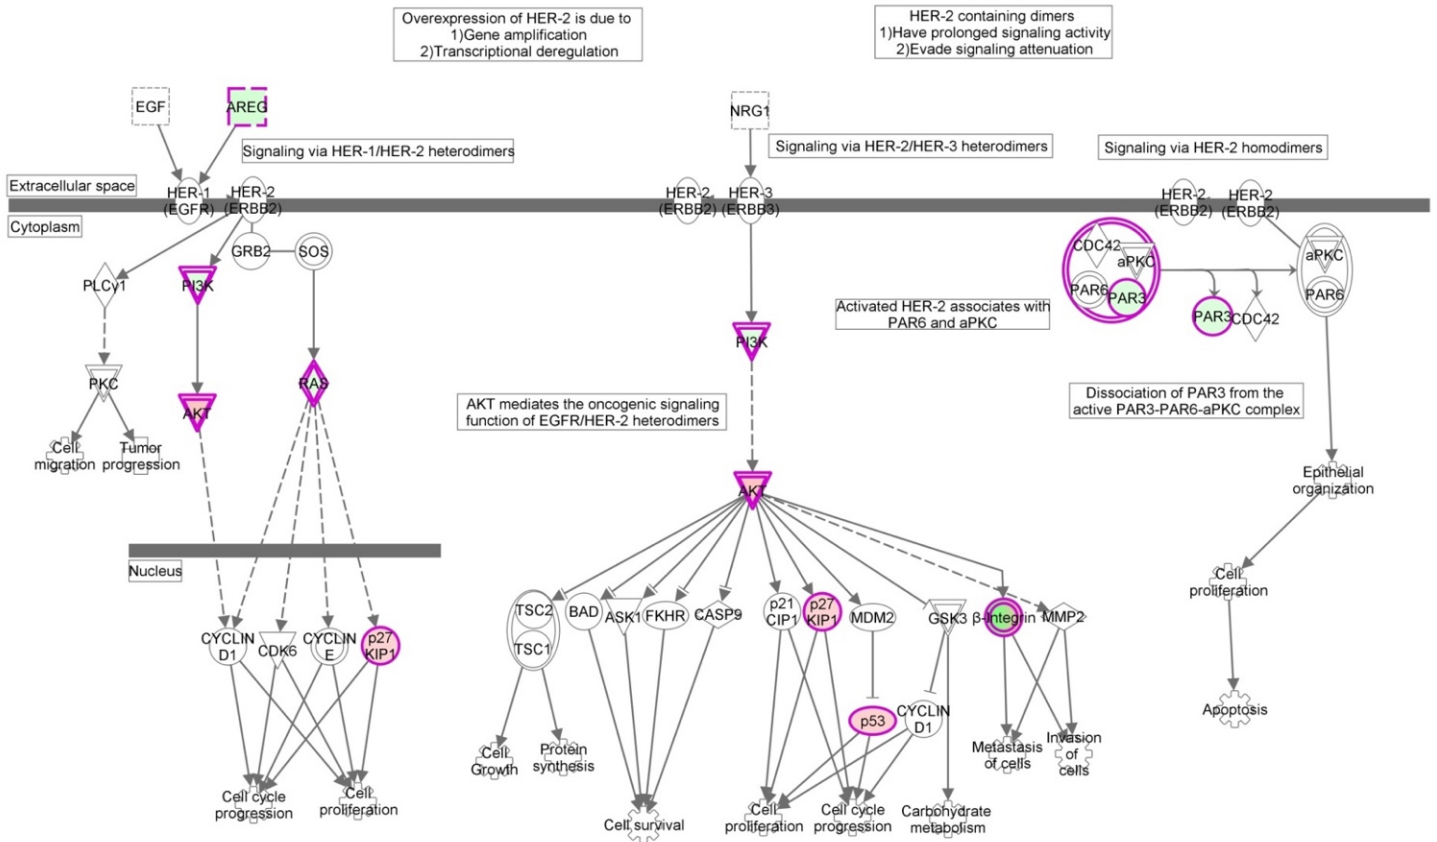 Overexpression of HER-2 is due to
1)Gene amplification
2)Transcriptional deregulation
HER-2 containing dimers
1)Have prolonged signaling activity
2)Evade signaling attenuation
EGF
AREG
NRG1
Signaling via HER-1/HER-2 heterodimers
Signaling via HER-2/HER-3 heterodimers
Signaling via HER-2 homodimers
Extracellular space
HER-1
(EGFR)
HER-2
(ERBB2)
HER-2
(ERBB2)
HER-3
(ERBB3)
HER-2
(ERBB2)
HER-2
(ERBB2)
Cytoplasm
GRB2
SOS
PLCy1
PI3K
CDC42
aPKC
PAR6
PAR3
PAR3
CDC42
aPKC
PAR6
Activated HER-2 associates with
PAR6 and aPKC
PI3K
PKC
AKT
RAS
AKT mediates the oncogenic signaling
function of EGFR/HER-2 heterodimers
Dissociation of PAR3 from the
active PAR3-PAR6-aPKC complex
Cell
migration
Tumor
progression
AKT
Epithelial
organization
Nucleus
Cell
proliferation
CYCLIN
D1
CDK6
CYCLIN
E
p27
KIP1
TSC2
TSC1
BAD
ASK1
FKHR
CASP9
p21
CIP1
p27
KIP1
MDM2
GSK3
β-Integrin
MMP2
p53
CYCLIN
D1
Apoptosis
Cell
Growth
Protein
synthesis
Metastasis
of cells
Invasion
of
cells
Cell cycle
progression
Cell
proliferation
Cell survival
Cell
proliferation
Cell cycle
progression
Carbohydrate
metabolism